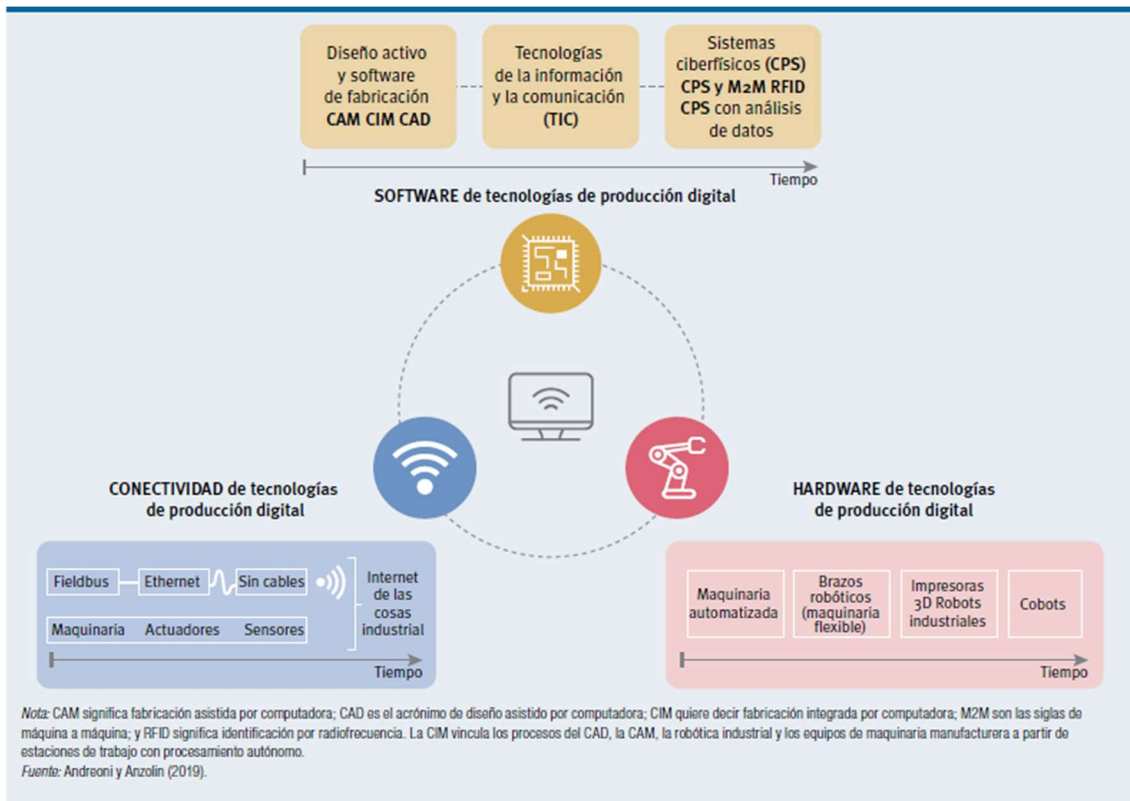 Diseño activo
y software
de fabricación
CAM CIM CAD
Tecnologías
de la información
y la comunicación
(TIC)
Sistemas
ciberfísicos (CPS)
CPS y M2M RFID
CPS con análisis
de datos
Tiempo
SOFTWARE de tecnologías de producción digital
CONECTIVIDAD de tecnologías
de producción digital
Fieldbus
Ethernet
Sin cables
Internet
de las
cosas
industrial
Maquinaria
Actuadores
Sensores
Tiempo
HARDWARE de tecnologías
de producción digital
Maquinaria
automatizada
Brazos
robóticos
(maquinaria
flexible)
Impresoras
3D Robots
industriales
Cobots
Tiempo
Nota: CAM significa fabricación asistida por computadora; CAD es el acrónimo de diseño asistido por computadora; CIM quiere decir fabricación integrada por computadora; M2M son las siglas de
máquina a máquina; y RFID significa identificación por radiofrecuencia. La CIM vincula los procesos del CAD, la CAM, la robótica industrial y los equipos de maquinaria manufacturera a partir de
estaciones de trabajo con procesamiento autónomo.
Fuente: Andreoni y Anzolin (2019).